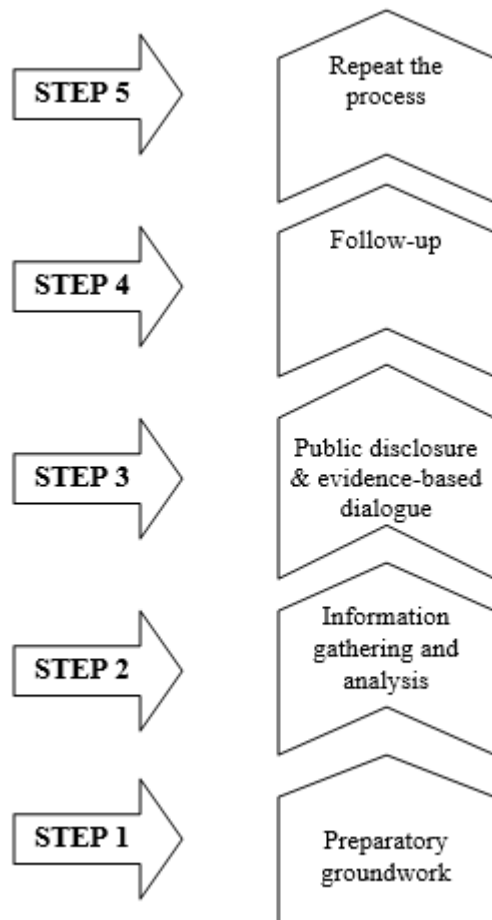 STEP 5
Repeat the
process
STEP 4
Follow-up
STEP 3
Public disclosure
& evidence-based
dialogue
STEP 2
Information
gathering and
analysis
STEP 1
Preparatory
groundwork